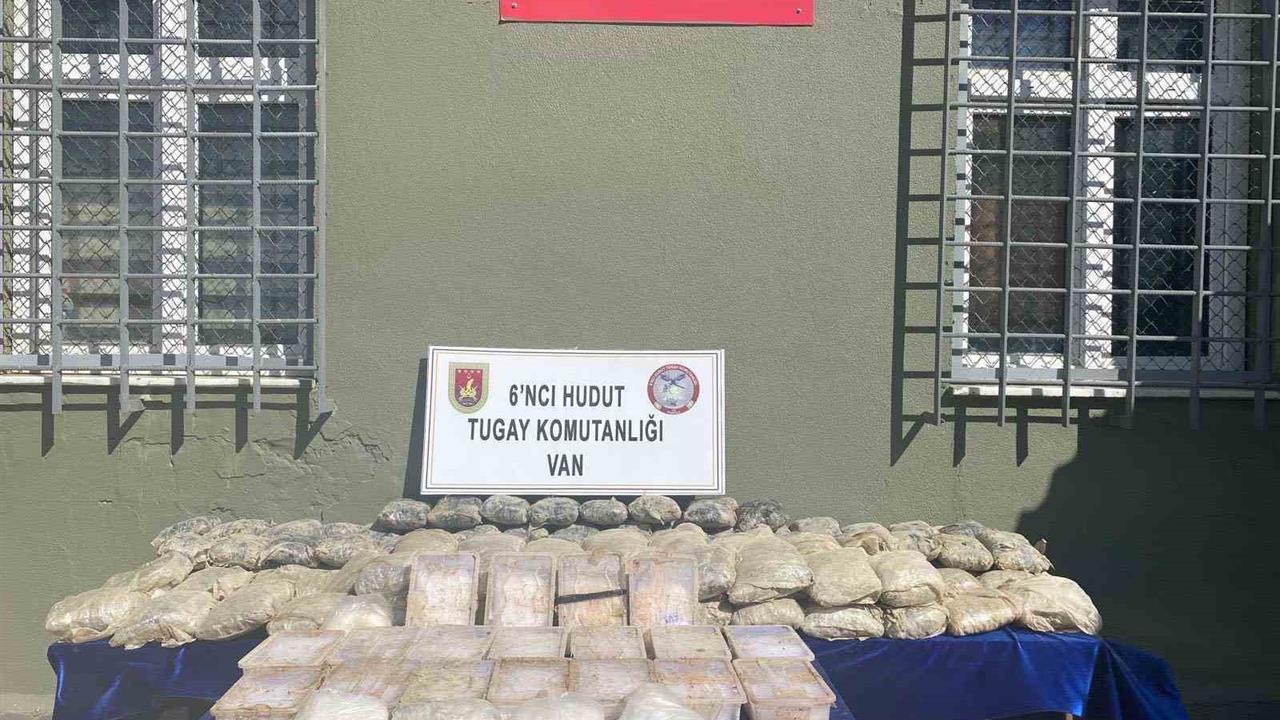 6'NCI HUDUT
TUGAY KOMUTANLIĞI
VAN